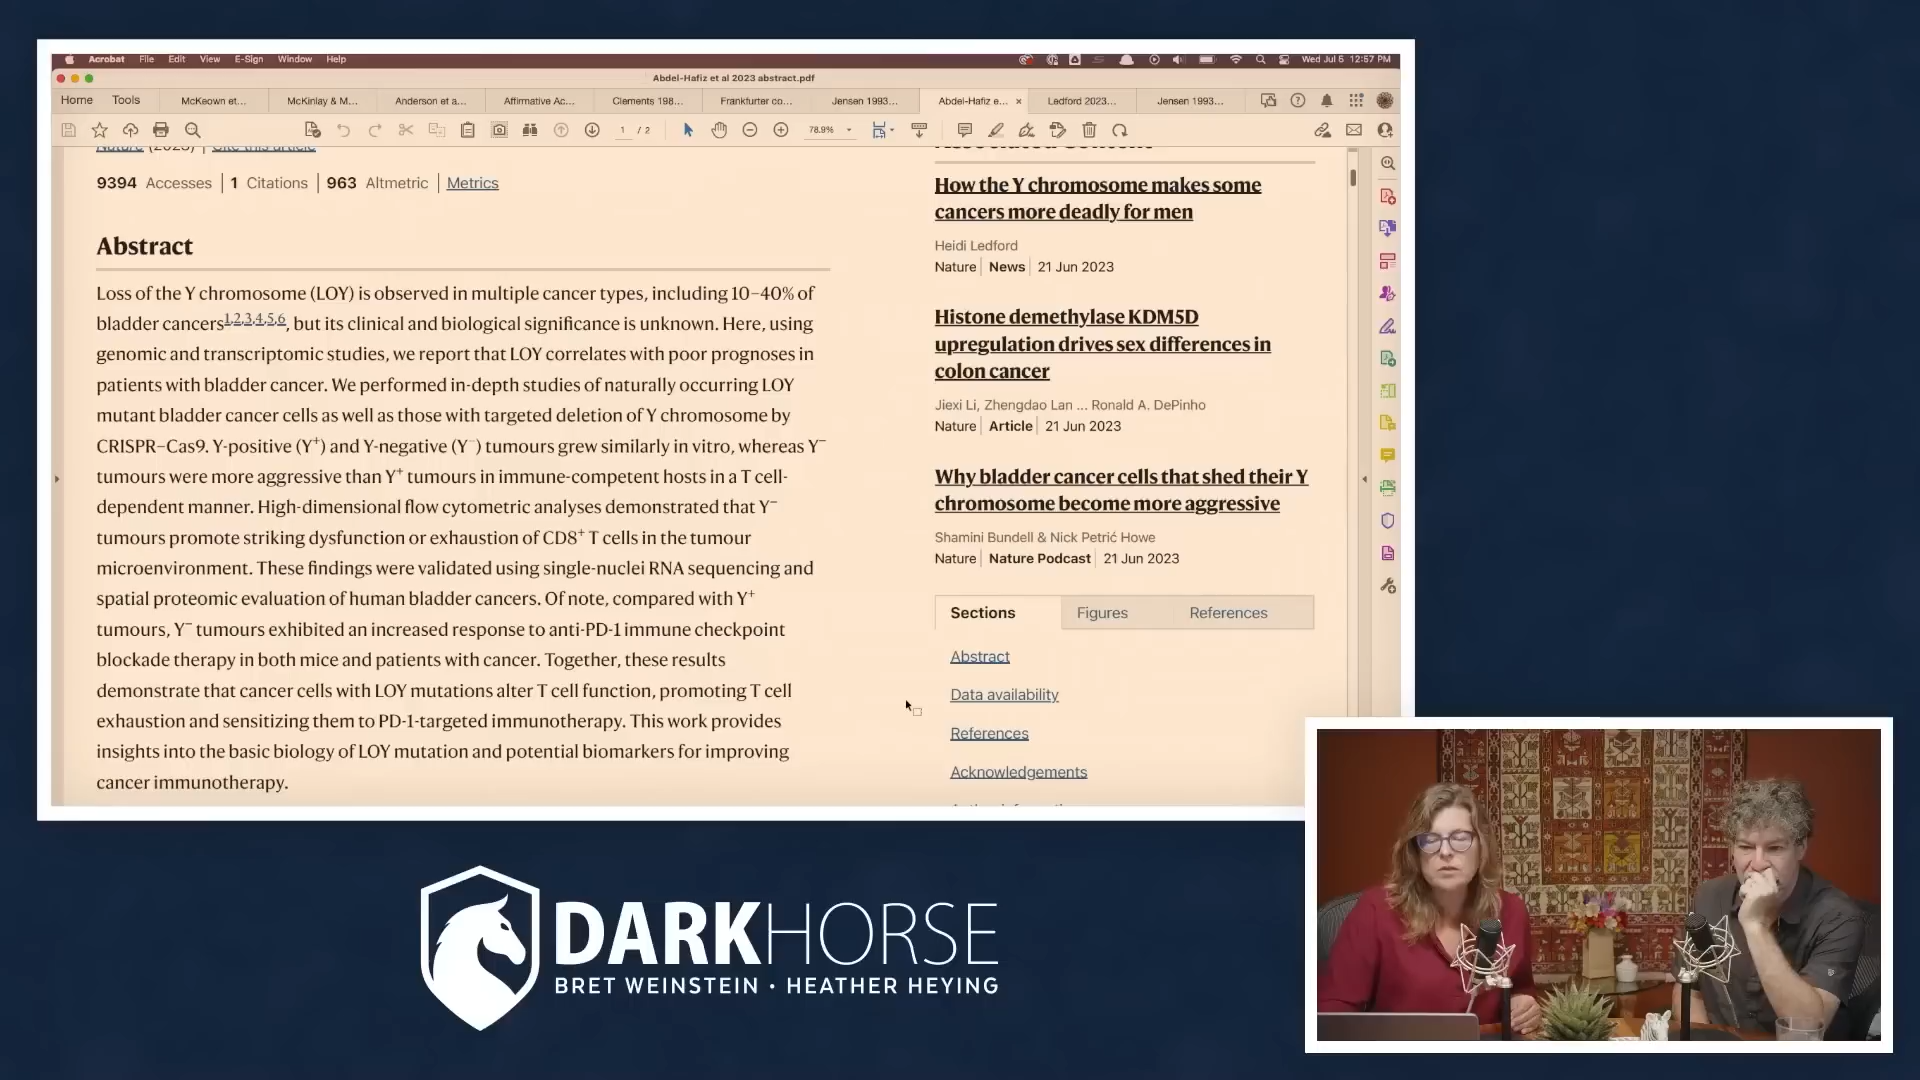 Acrobat File Edit View E-Sign Window Help
Wed Jul 5 12:57 PM
Abdel-Hafiz et al 2023 abstract.pdf
Home Tools McKeown et... McKinlay & M... Anderson et a... Affirmative Ac... Clements 198... Frankfurter co... Jensen 1993... Abdel-Hafiz e... × Ledford 2023... Jensen 1993...
1 / 2 78.9%
Nature (2023) | Cite this article
9394 Accesses | 1 Citations | 963 Altmetric | Metrics
Abstract
Loss of the Y chromosome (LOY) is observed in multiple cancer types, including 10–40% of
bladder cancers1,2,3,4,5,6, but its clinical and biological significance is unknown. Here, using
genomic and transcriptomic studies, we report that LOY correlates with poor prognoses in
patients with bladder cancer. We performed in-depth studies of naturally occurring LOY
mutant bladder cancer cells as well as those with targeted deletion of Y chromosome by
CRISPR–Cas9. Y-positive (Y+) and Y-negative (Y−) tumours grew similarly in vitro, whereas Y−
tumours were more aggressive than Y+ tumours in immune-competent hosts in a T cell-
dependent manner. High-dimensional flow cytometric analyses demonstrated that Y−
tumours promote striking dysfunction or exhaustion of CD8+ T cells in the tumour
microenvironment. These findings were validated using single-nuclei RNA sequencing and
spatial proteomic evaluation of human bladder cancers. Of note, compared with Y+
tumours, Y− tumours exhibited an increased response to anti-PD-1 immune checkpoint
blockade therapy in both mice and patients with cancer. Together, these results
demonstrate that cancer cells with LOY mutations alter T cell function, promoting T cell
exhaustion and sensitizing them to PD-1-targeted immunotherapy. This work provides
insights into the basic biology of LOY mutation and potential biomarkers for improving
cancer immunotherapy.
Associated Content
How the Y chromosome makes some
cancers more deadly for men
Heidi Ledford
Nature | News | 21 Jun 2023
Histone demethylase KDM5D
upregulation drives sex differences in
colon cancer
Jiexi Li, Zhengdao Lan ... Ronald A. DePinho
Nature | Article | 21 Jun 2023
Why bladder cancer cells that shed their Y
chromosome become more aggressive
Shamini Bundell & Nick Petrić Howe
Nature | Nature Podcast | 21 Jun 2023
Sections Figures References
Abstract
Data availability
References
Acknowledgements
DARKHORSE
BRET WEINSTEIN • HEATHER HEYING